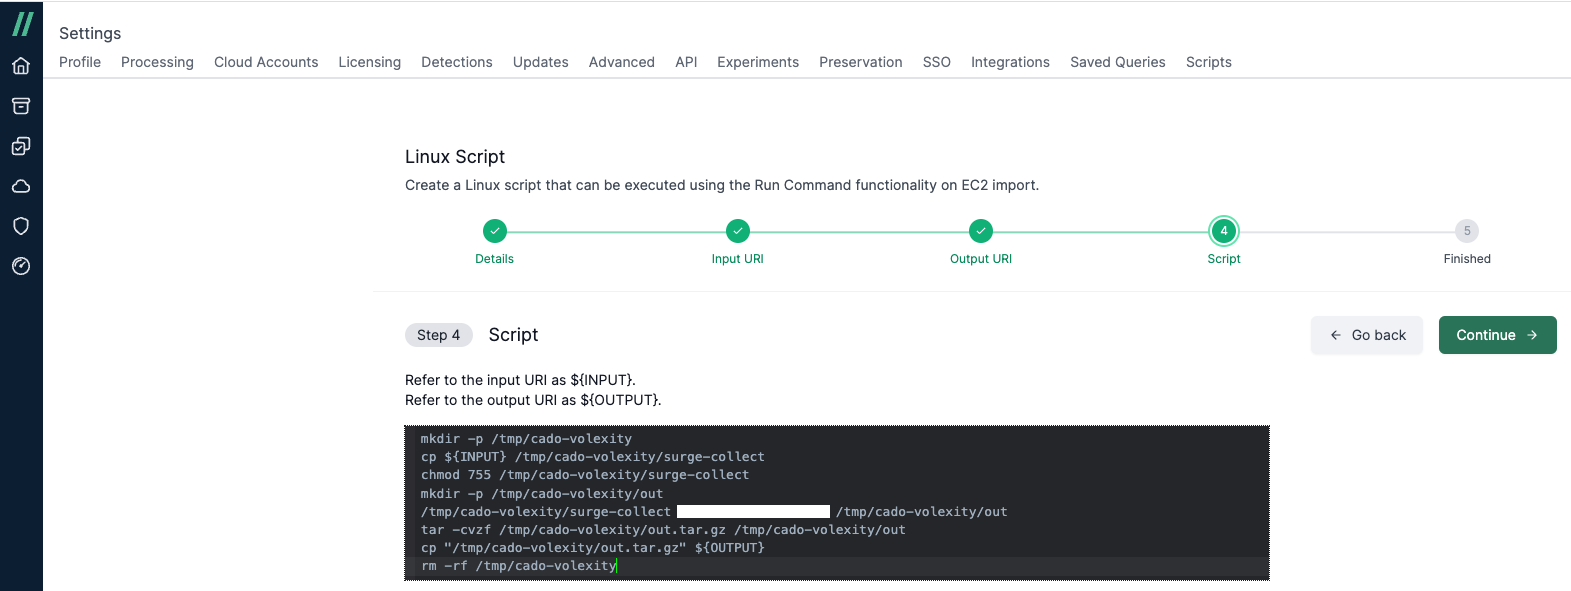 Settings
Profile Processing Cloud Accounts Licensing Detections Updates Advanced API Experiments Preservation SSO Integrations Saved Queries Scripts
Linux Script
Create a Linux script that can be executed using the Run Command functionality on EC2 import.
4 5
Details Input URI Output URI Script Finished
Step 4 Script Go back Continue
Refer to the input URI as ${INPUT}.
Refer to the output URI as ${OUTPUT}.
mkdir -p /tmp/cado-volexity
cp ${INPUT} /tmp/cado-volexity/surge-collect
chmod 755 /tmp/cado-volexity/surge-collect
mkdir -p /tmp/cado-volexity/out
/tmp/cado-volexity/surge-collect /tmp/cado-volexity/out
tar -cvzf /tmp/cado-volexity/out.tar.gz /tmp/cado-volexity/out
cp "/tmp/cado-volexity/out.tar.gz" ${OUTPUT}
rm -rf /tmp/cado-volexity